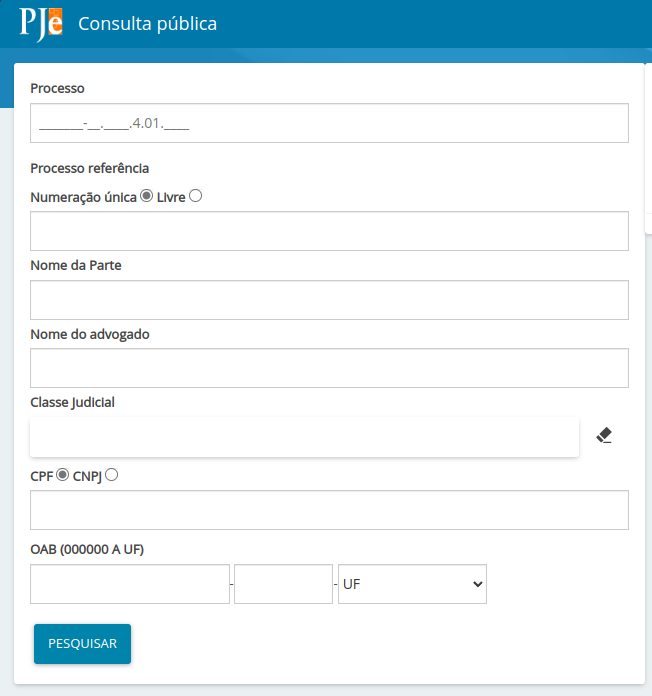 PJe Consulta pública
Processo
_______-__.____.4.01.____
Processo referência
Numeração única Livre
Nome da Parte
Nome do advogado
Classe Judicial
CPF CNPJ
OAB (000000 A UF)
- - UF
PESQUISAR